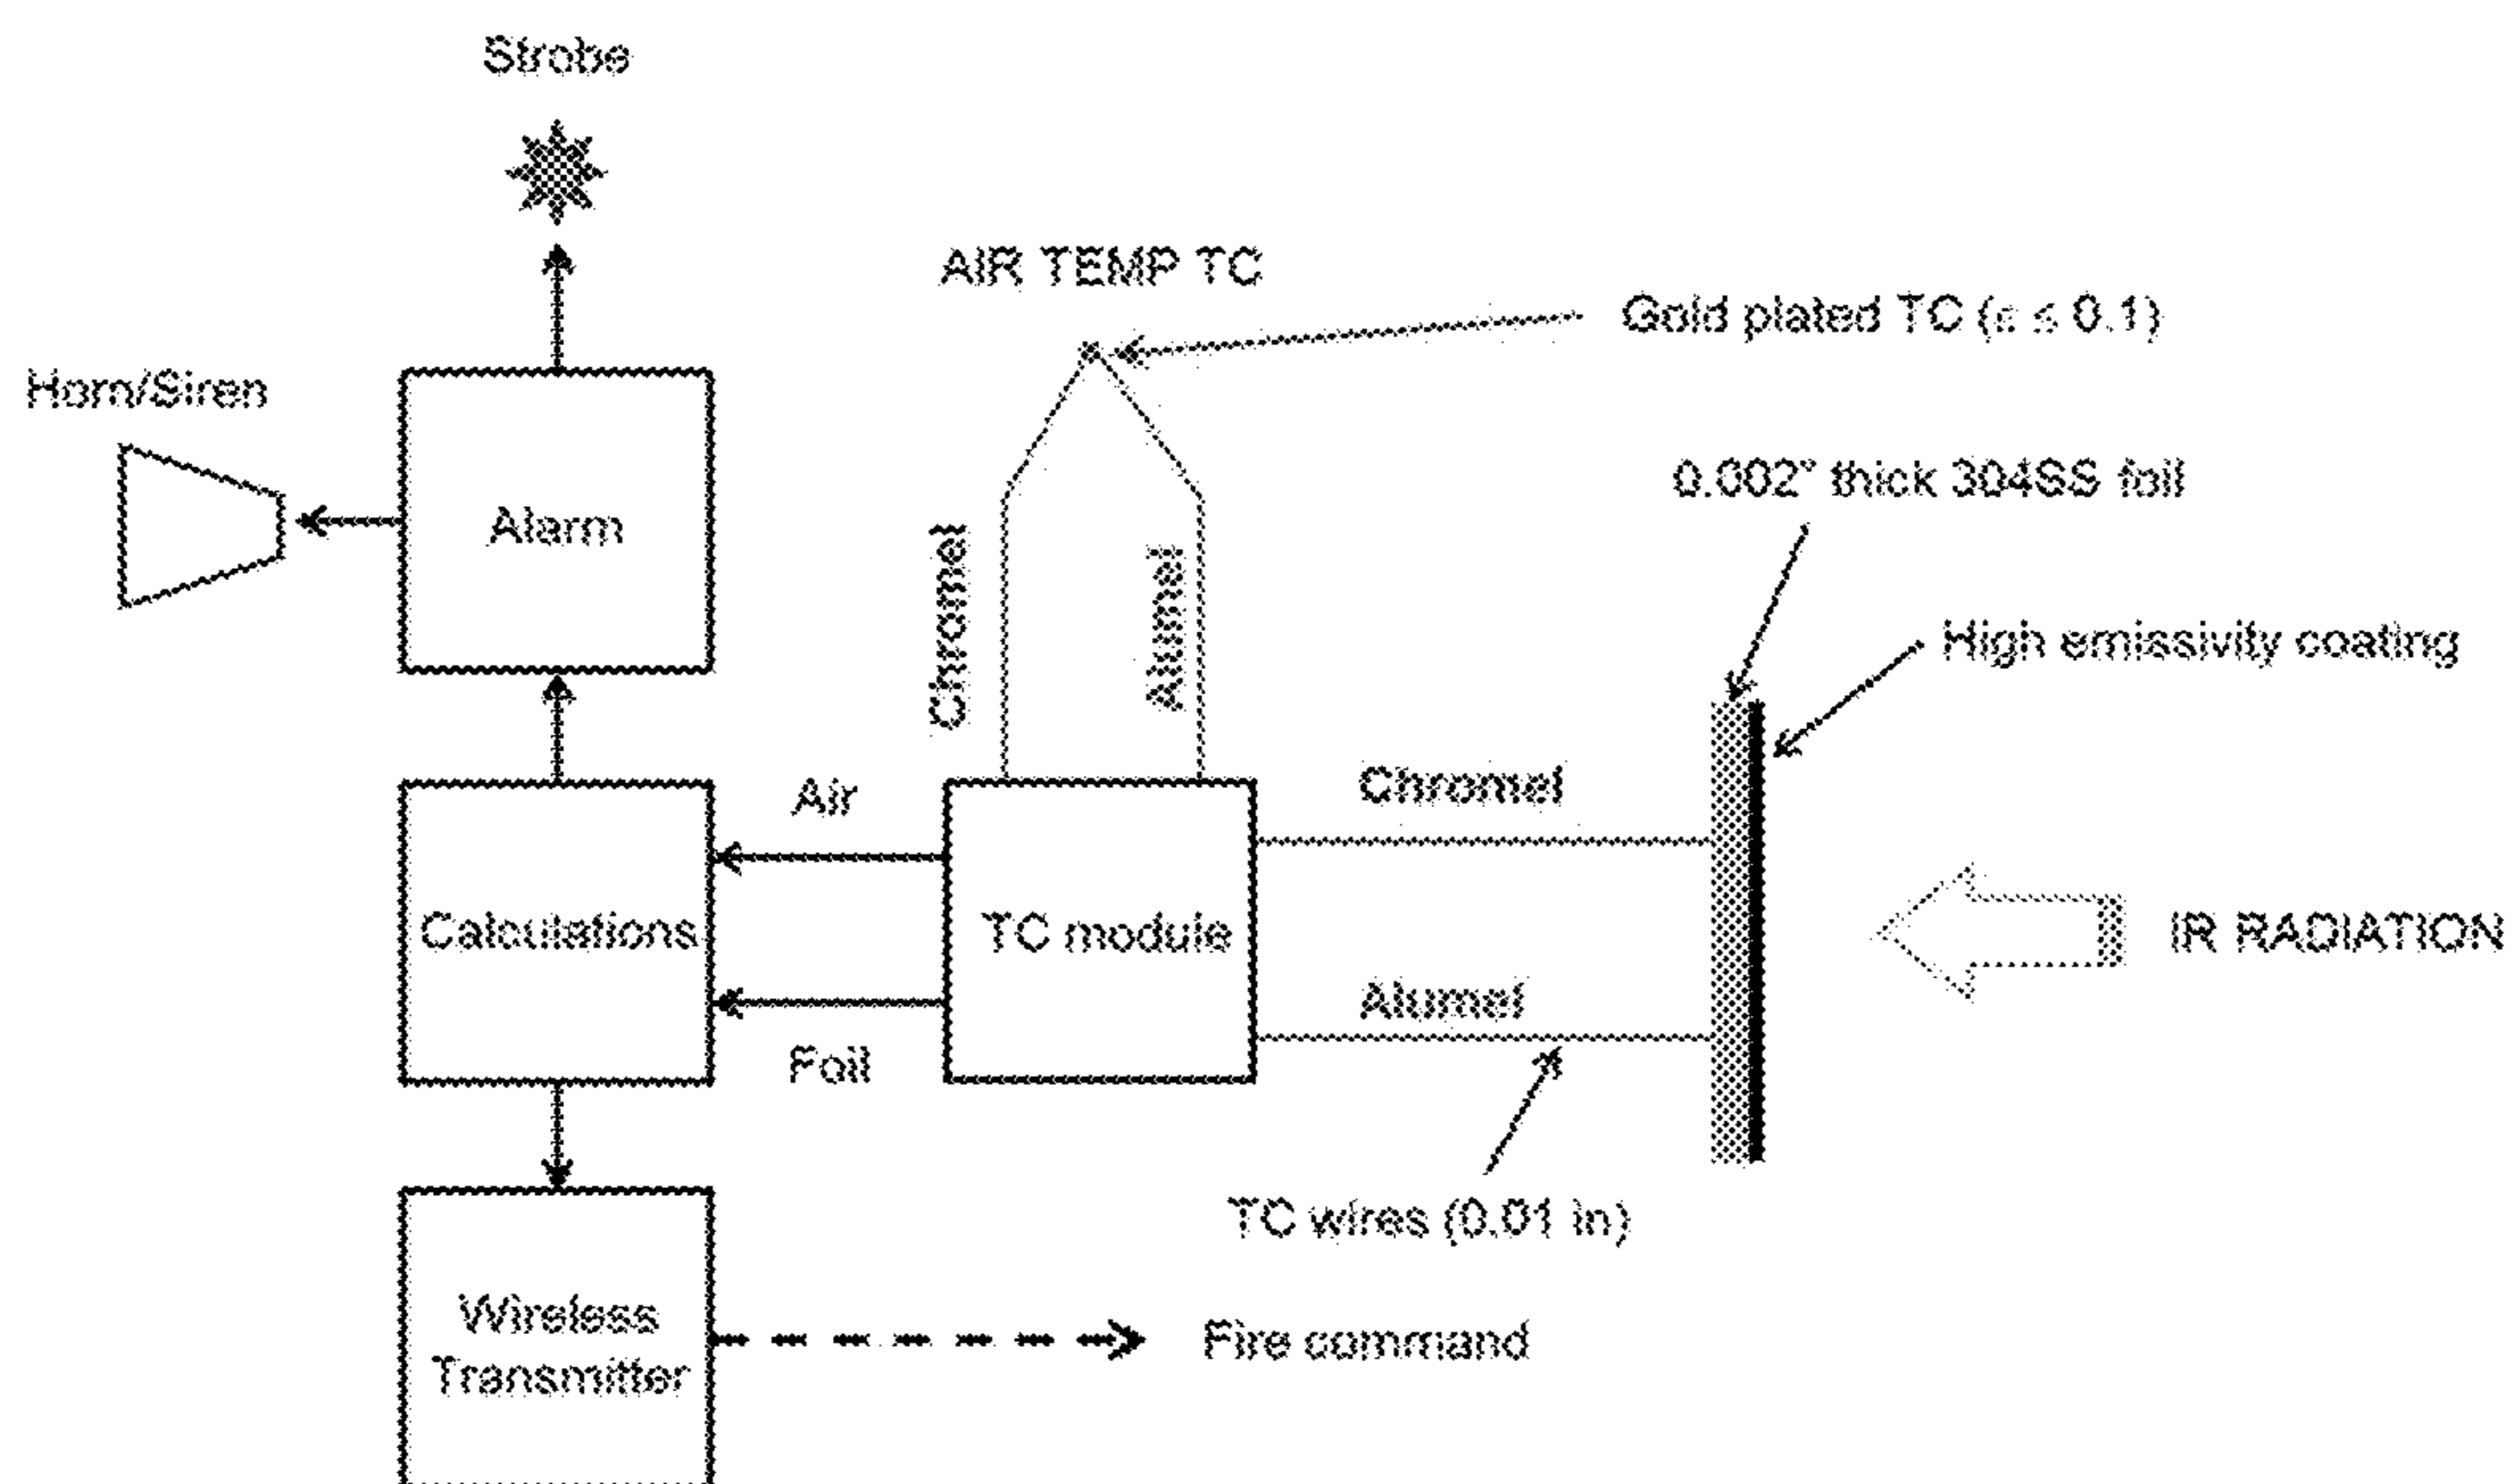 Strobe
AIR TEMP TC
Gold plated TC (ε ≤ 0.1)
Horn/Siren
0.002" thick 304SS foil
Alarm
Chromel
Alumel
High emissivity coating
Air
Chromel
Calculations
TC module
IR RADIATION
Alumel
Foil
TC wires (0.01 in)
Wireless
Transmitter
Fire command